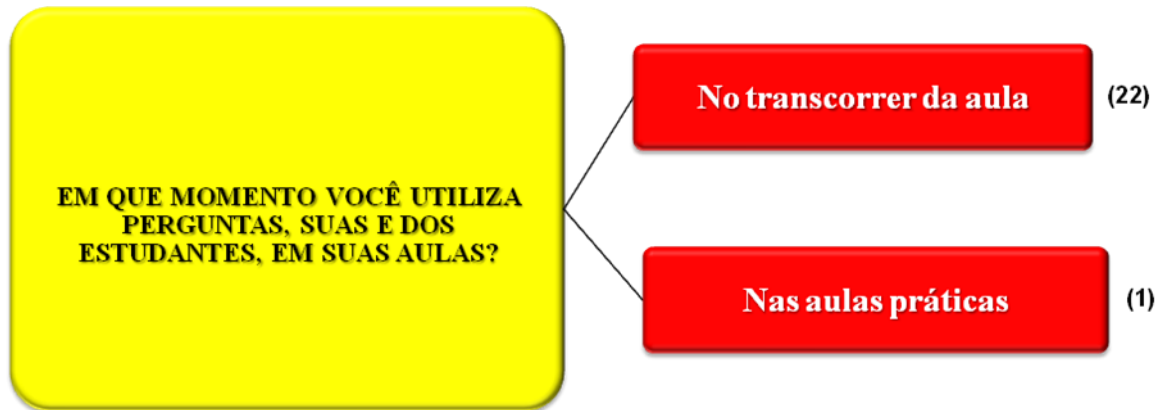 EM QUE MOMENTO VOCÊ UTILIZA
PERGUNTAS, SUAS E DOS
ESTUDANTES, EM SUAS AULAS?
No transcorrer da aula
(22)
Nas aulas práticas
(1)